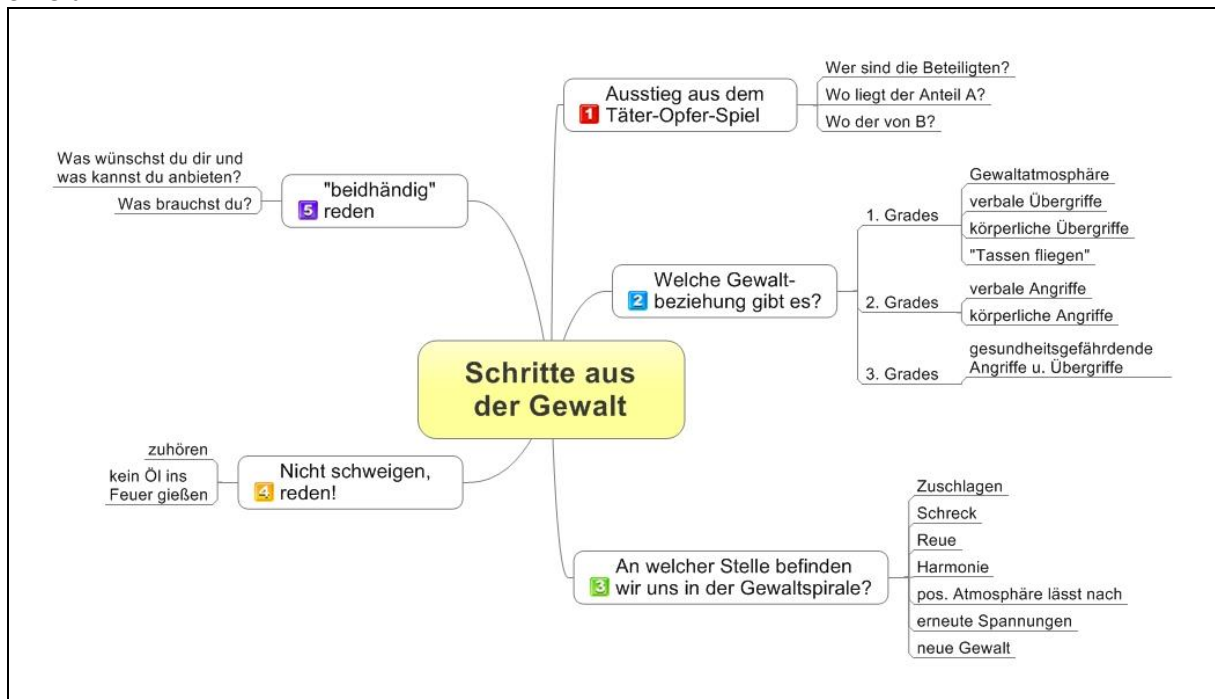 Schritte aus
der Gewalt
1
Ausstieg aus dem
Täter-Opfer-Spiel
Wer sind die Beteiligten?
Wo liegt der Anteil A?
Wo der von B?
2
Welche Gewalt-
beziehung gibt es?
1. Grades
Gewaltatmosphäre
verbale Übergriffe
körperliche Übergriffe
"Tassen fliegen"
2. Grades
verbale Angriffe
körperliche Angriffe
3. Grades
gesundheitsgefährdende
Angriffe u. Übergriffe
3
An welcher Stelle befinden
wir uns in der Gewaltspirale?
Zuschlagen
Schreck
Reue
Harmonie
pos. Atmosphäre lässt nach
erneute Spannungen
neue Gewalt
4
Nicht schweigen,
reden!
zuhören
kein Öl ins
Feuer gießen
5
"beidhändig"
reden
Was wünschst du dir und
was kannst du anbieten?
Was brauchst du?